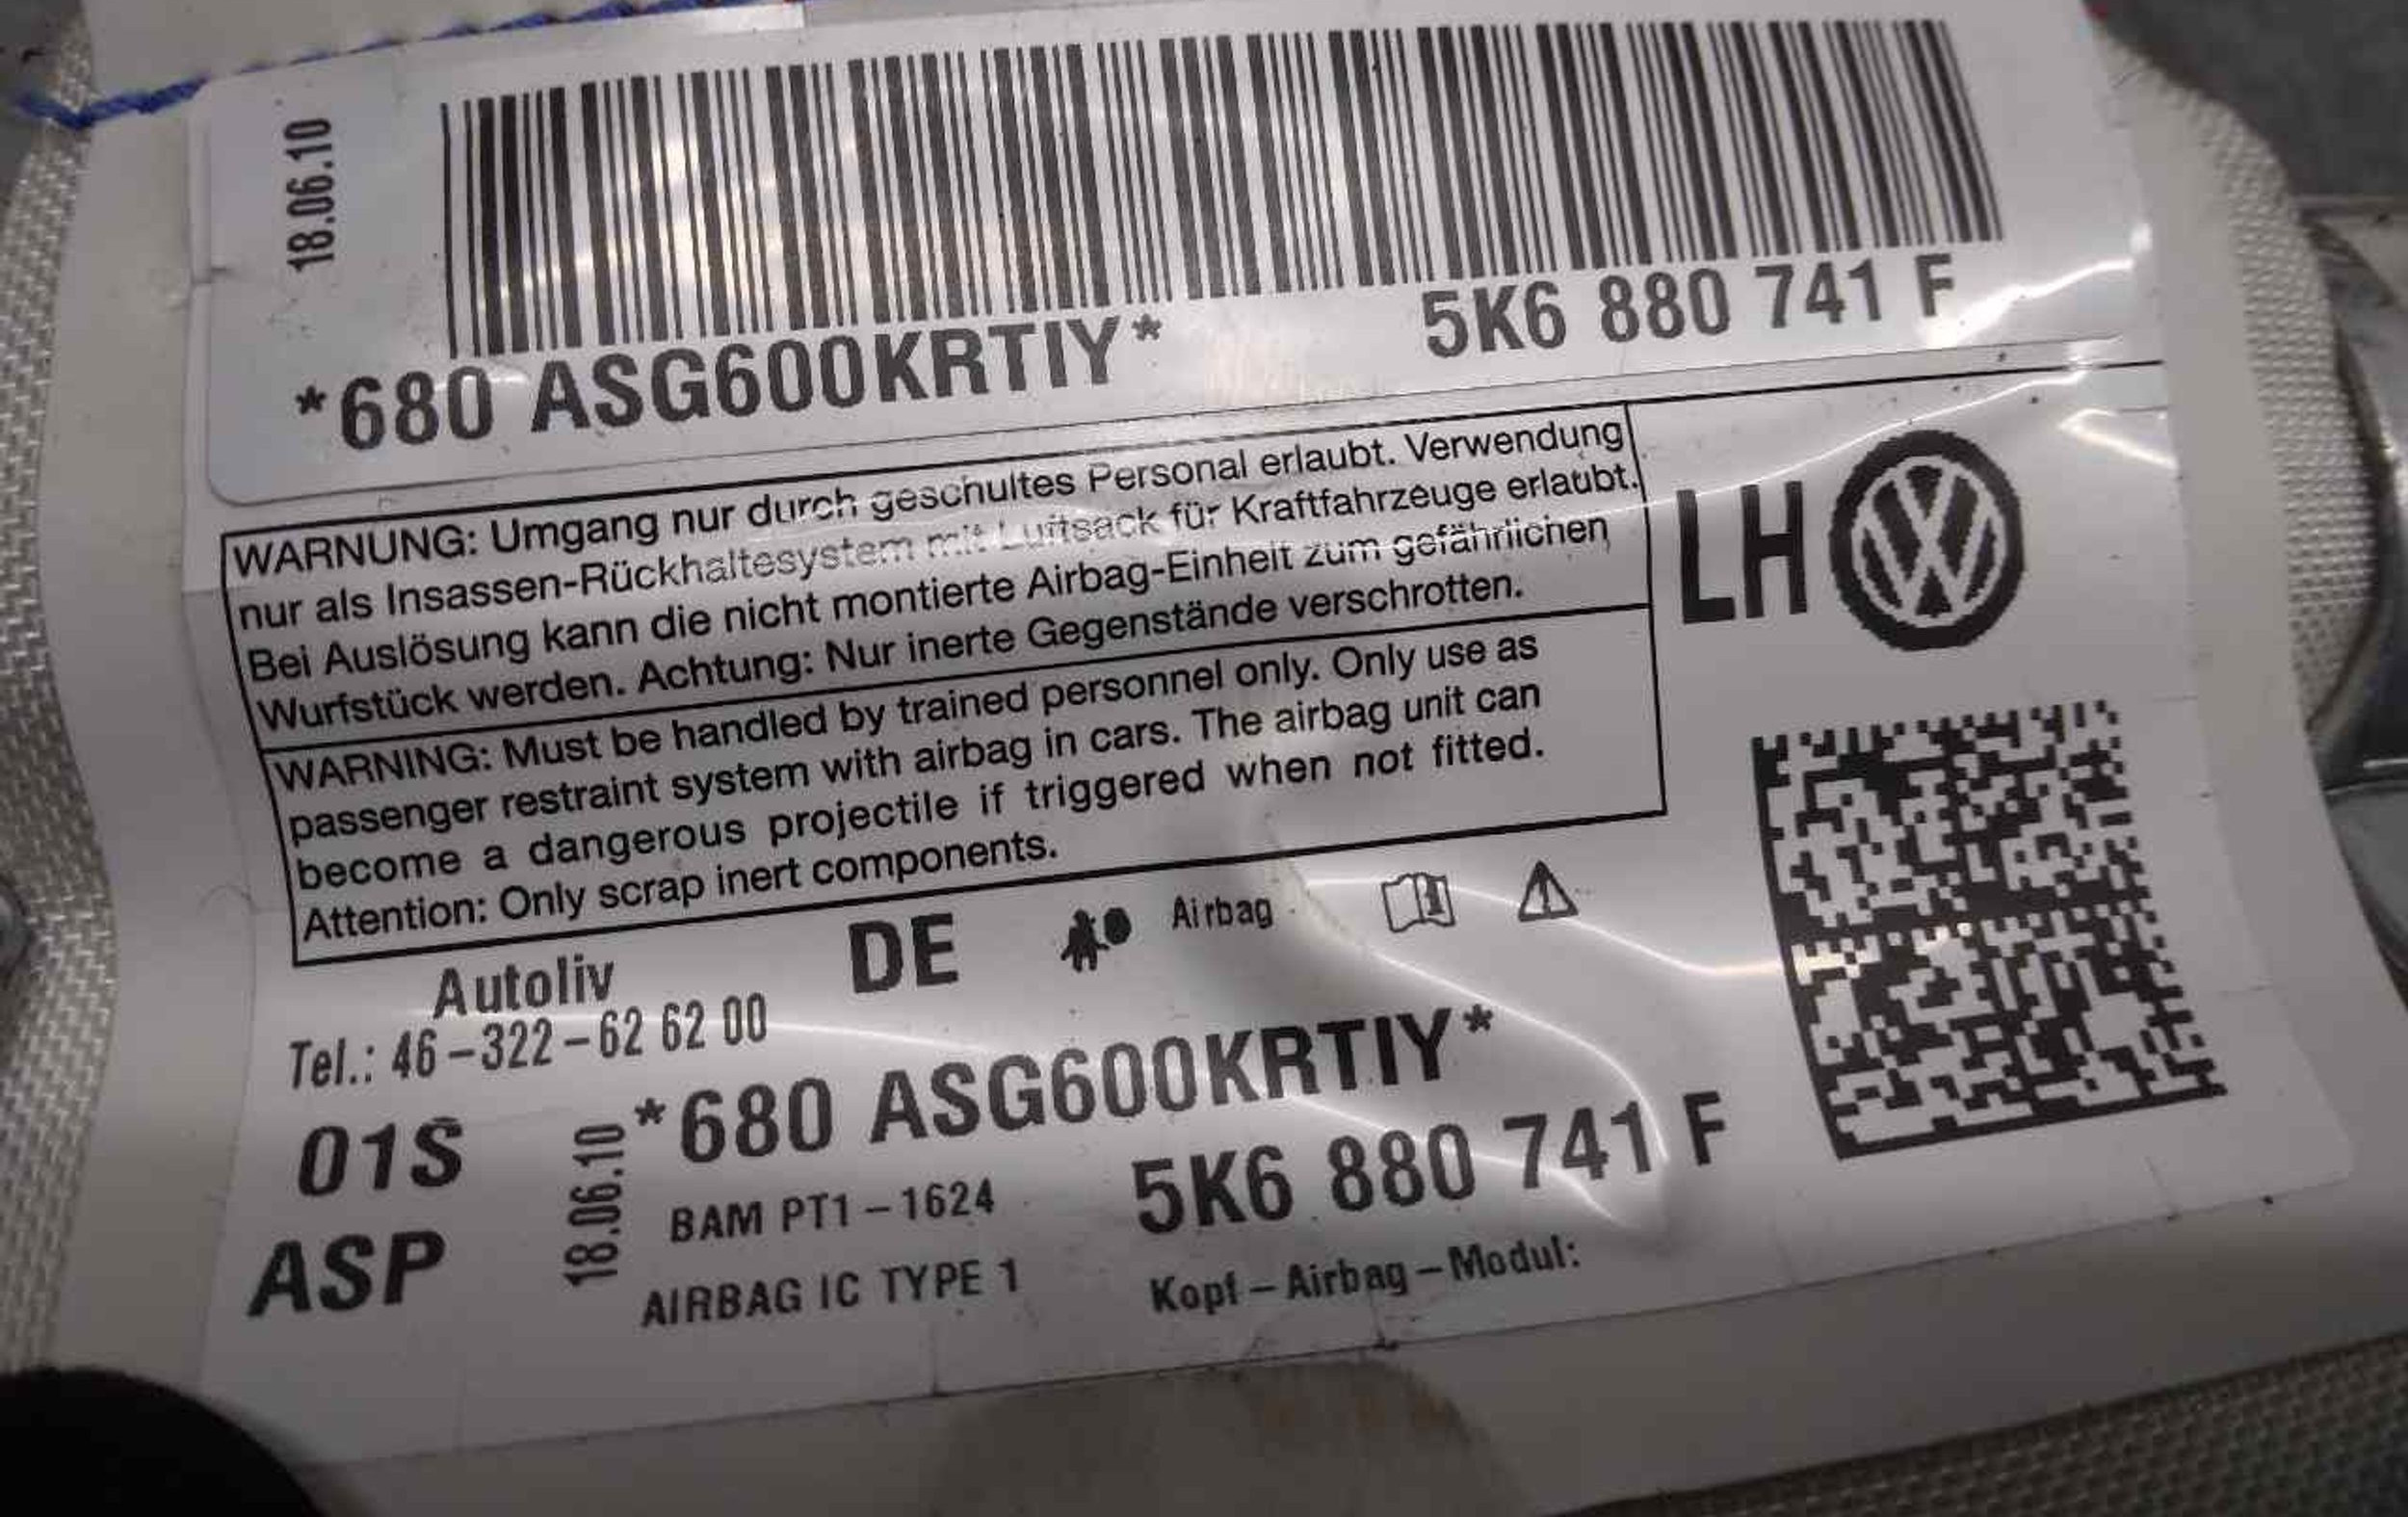 18.06.10
*680 ASG600KRTIY*
5K6 880 741 F
WARNUNG: Umgang nur durch geschultes Personal erlaubt. Verwendung
nur als Insassen-Rückhaltesystem mit Luftsack für Kraftfahrzeuge erlaubt.
Bei Auslösung kann die nicht montierte Airbag-Einheit zum gefährlichen
Wurfstück werden. Achtung: Nur inerte Gegenstände verschrotten.
LH
WARNING: Must be handled by trained personnel only. Only use as
passenger restraint system with airbag in cars. The airbag unit can
become a dangerous projectile if triggered when not fitted.
Attention: Only scrap inert components.
Autoliv
DE
Airbag
Tel.: 46-322-62 62 00
*680 ASG600KRTIY*
01S
18.06.10
BAM PT1-1624
5K6 880 741 F
ASP
AIRBAG IC TYPE 1
Kopf-Airbag-Modul: